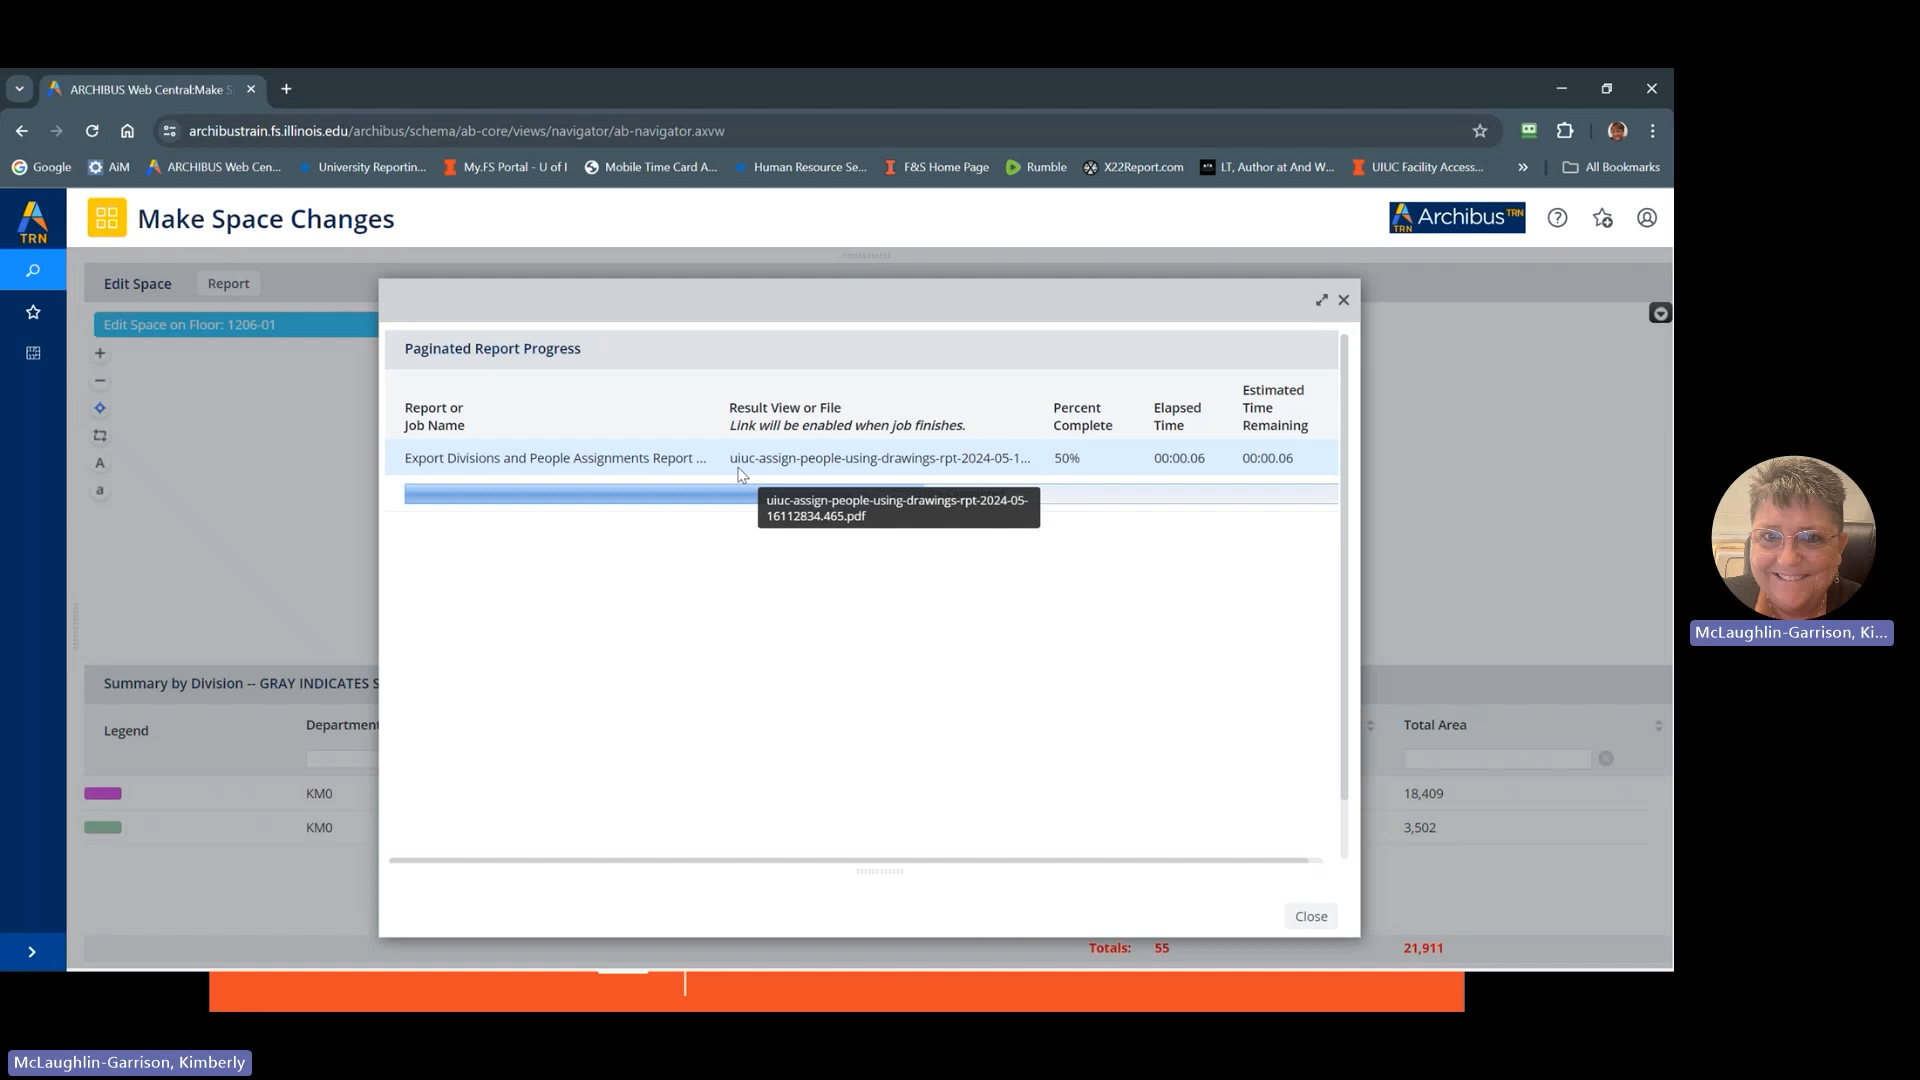 ARCHIBUS Web Central:Make S
archibustrain.fs.illinois.edu/archibus/schema/ab-core/views/navigator/ab-navigator.axvw
Google
AiM
ARCHIBUS Web Cen...
University Reportin...
My.FS Portal - U of I
Mobile Time Card A...
Human Resource Se...
F&S Home Page
Rumble
X22Report.com
LT, Author at And W...
UIUC Facility Access...
All Bookmarks
TRN
Make Space Changes
TRN
Archibus TRN
Edit Space
Report
Edit Space on Floor: 1206-01
A
a
Paginated Report Progress
Report or
Job Name
Result View or File
Link will be enabled when job finishes.
Percent
Complete
Elapsed
Time
Estimated
Time
Remaining
Export Divisions and People Assignments Report ...
uiuc-assign-people-using-drawings-rpt-2024-05-1...
50%
00:00.06
00:00.06
uiuc-assign-people-using-drawings-rpt-2024-05-
16112834.465.pdf
Summary by Division -- GRAY INDICATES S
Legend
Department
Total Area
KM0
18,409
KM0
3,502
Close
Totals:
55
21,911
McLaughlin-Garrison, Ki...
McLaughlin-Garrison, Kimberly